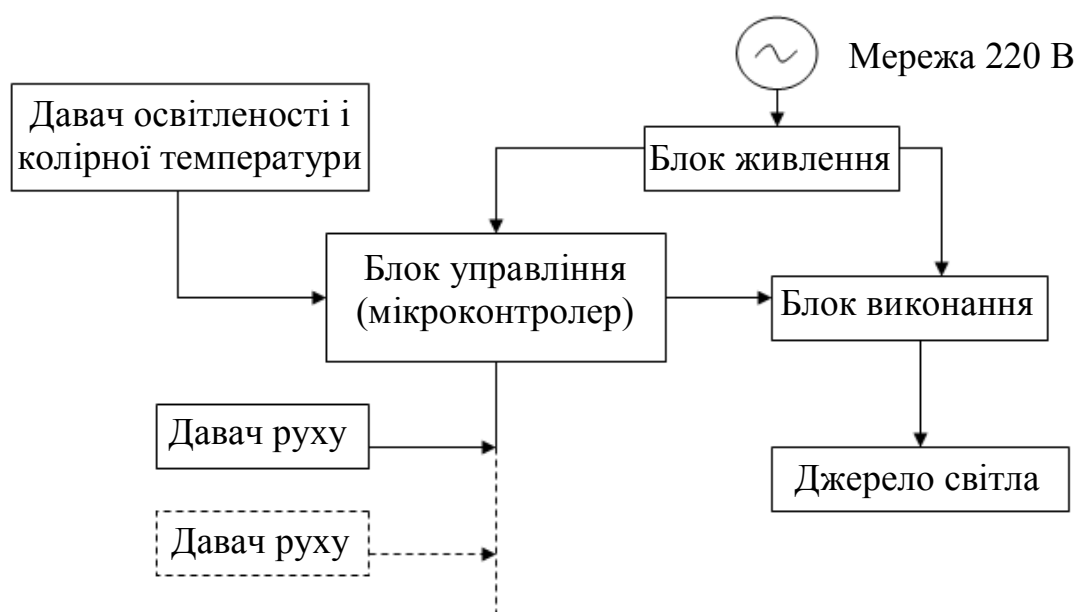 Мережа 220 В
Давач освітленості і
колірної температури
Блок живлення
Блок управління
(мікроконтролер)
Блок виконання
Давач руху
Джерело світла
Давач руху